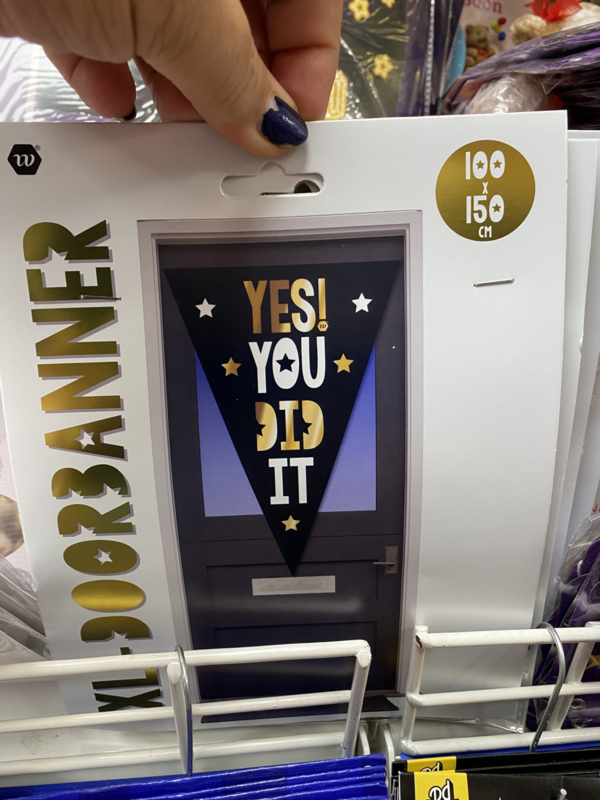 w
100
X
150
CM
XL-DOORBANNER
YES!
YOU
DID
IT